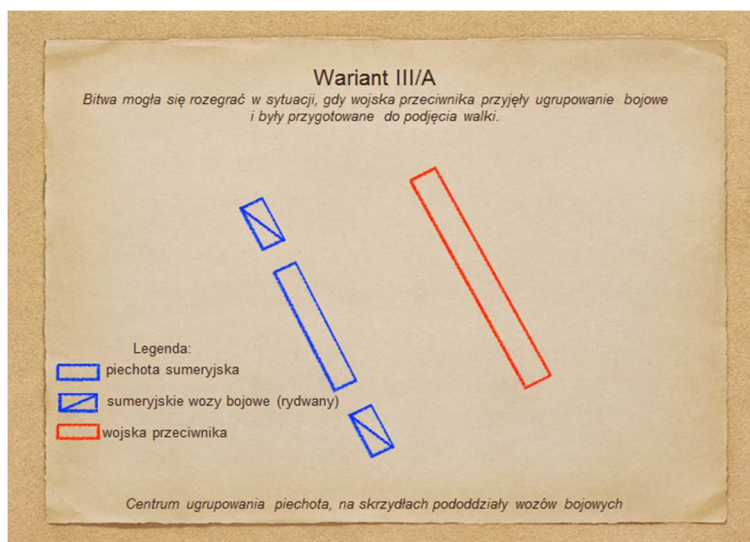 Wariant III/A
Bitwa mogła się rozegrać w sytuacji, gdy wojska przeciwnika przyjęły ugrupowanie bojowe
i były przygotowane do podjęcia walki.
Legenda:
piechota sumeryjska
sumeryjskie wozy bojowe (rydwany)
wojska przeciwnika
Centrum ugrupowania piechota, na skrzydłach pododdziały wozów bojowych